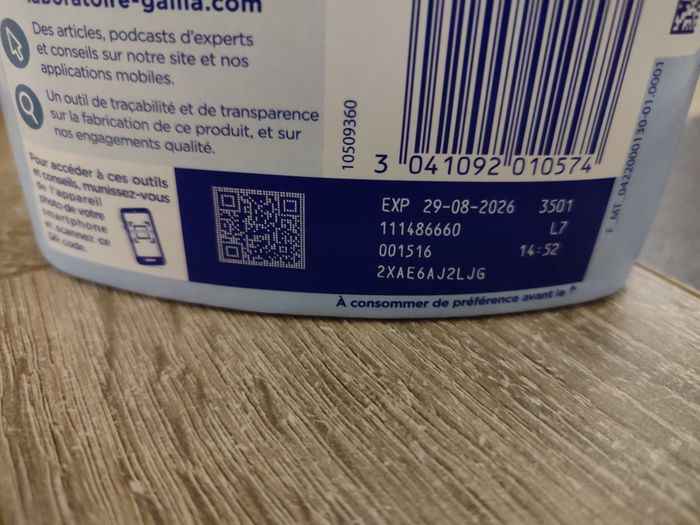 laboratoire-gallia.com
Des articles, podcasts d'experts
et conseils sur notre site et nos
applications mobiles.
Un outil de traçabilité et de transparence
sur la fabrication de ce produit, et sur
nos engagements qualité.
Pour accéder à ces outils
et conseils, munissez-vous
de l'appareil
photo de votre
smartphone
et scannez ce
QR code.
10509360
3 041092 010574
EXP 29-08-2026 3501
111486660 L7
001516 14:52
2XAE6AJ2LJG
À consommer de préférence avant le ↑
F_MT_0422000130-01.0001